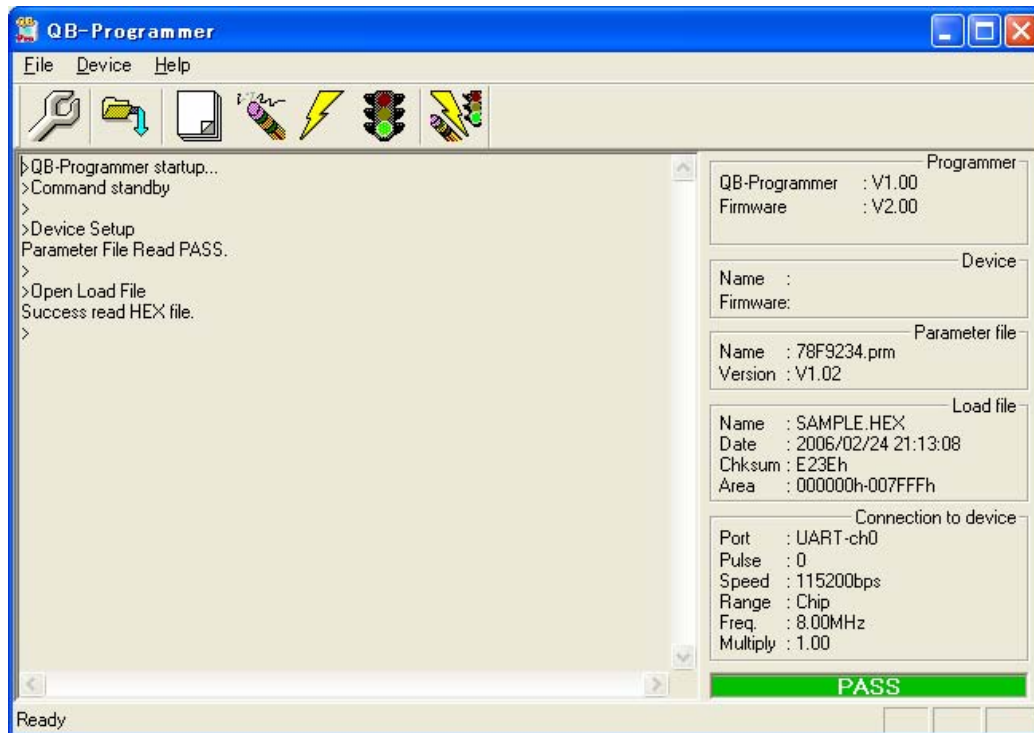 QB-Programmer
File Device Help
>QB-Programmer startup...
>Command standby
>
>Device Setup
Parameter File Read PASS.
>
>Open Load File
Success read HEX file.
>
Programmer
QB-Programmer : V1.00
Firmware : V2.00
Device
Name :
Firmware:
Parameter file
Name : 78F9234.prm
Version : V1.02
Load file
Name : SAMPLE.HEX
Date : 2006/02/24 21:13:08
Chksum : E23Eh
Area : 000000h-007FFFh
Connection to device
Port : UART-ch0
Pulse : 0
Speed : 115200bps
Range : Chip
Freq. : 8.00MHz
Multiply : 1.00
PASS
Ready